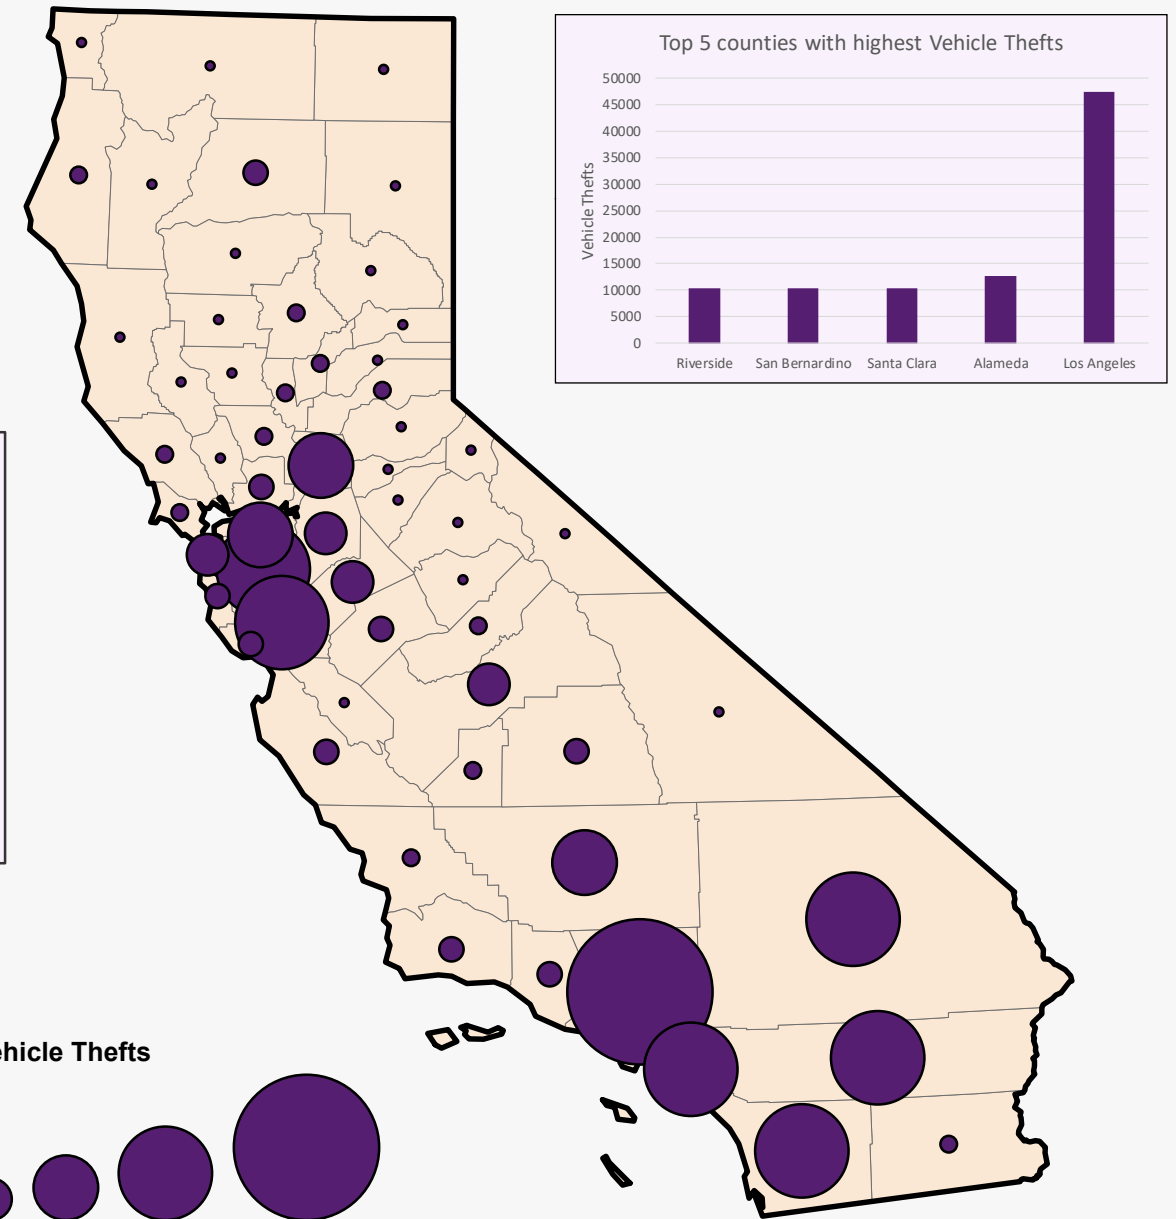 Top 5 counties with highest Vehicle Thefts
50000
45000
40000
35000
30000
25000
20000
15000
10000
5000
0
Vehicle Thefts
Riverside San Bernardino Santa Clara Alameda Los Angeles
ehicle Thefts